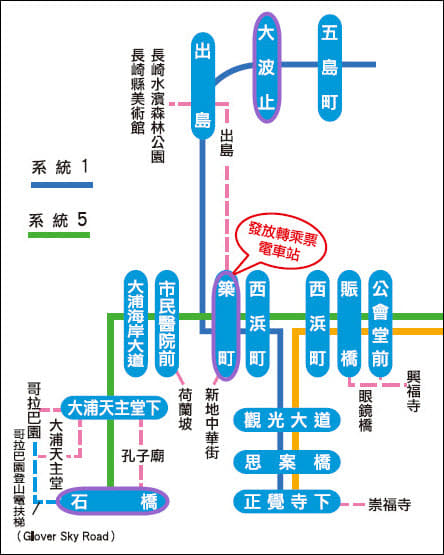 五島町
大波止
出島
長崎水濱森林公園
長崎縣美術館
出島
系統1
系統5
發放轉乘票
電車站
大浦海岸大道
市民醫院前
築町
西浜町
西浜町
賑橋
公會堂前
荷蘭坡
新地中華街
眼鏡橋
興福寺
大浦天主堂下
觀光大道
思案橋
正覺寺下
崇福寺
哥拉巴園
大浦天主堂
孔子廟
石橋
哥拉巴園登山電扶梯
(Glover Sky Road)